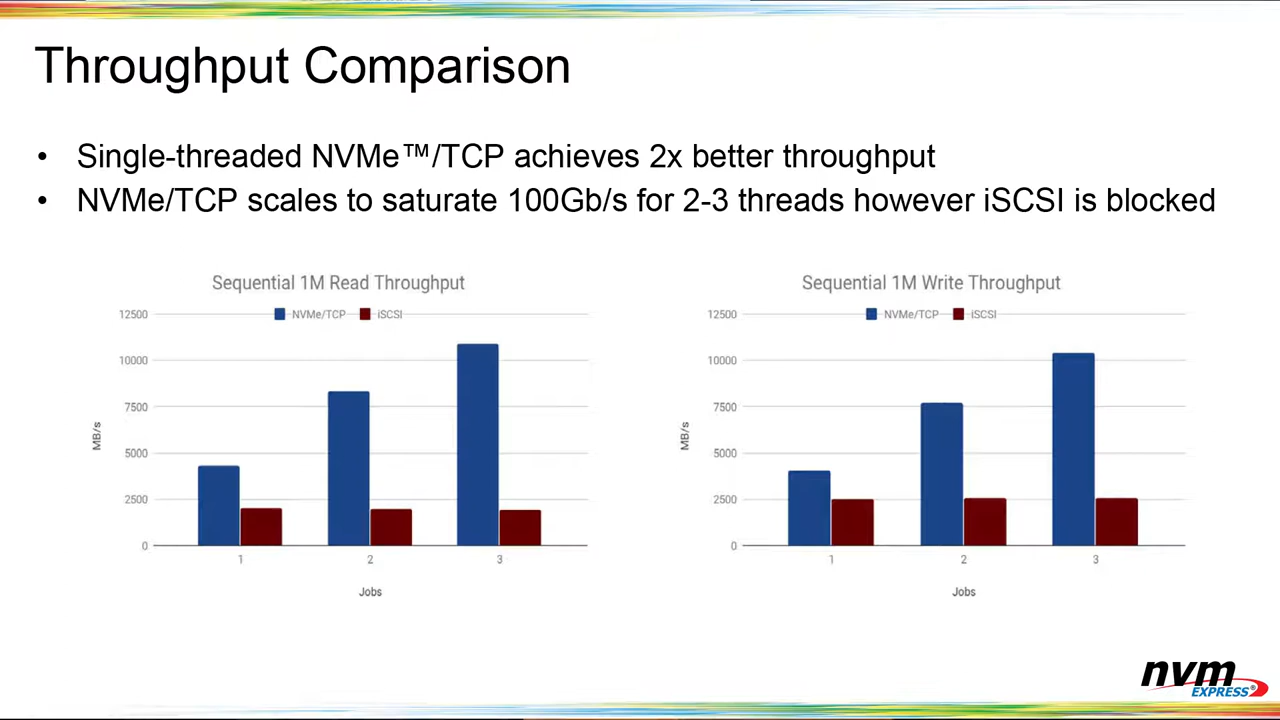 Throughput Comparison
• Single-threaded NVMe™/TCP achieves 2x better throughput
• NVMe/TCP scales to saturate 100Gb/s for 2-3 threads however iSCSI is blocked
Sequential 1M Read Throughput
NVMe/TCP iSCSI
12500
10000
7500
5000
2500
0
MB/s
1 2 3
Jobs
Sequential 1M Write Throughput
NVMe/TCP iSCSI
12500
10000
7500
5000
2500
0
MB/s
1 2 3
Jobs
nvm
EXPRESS®